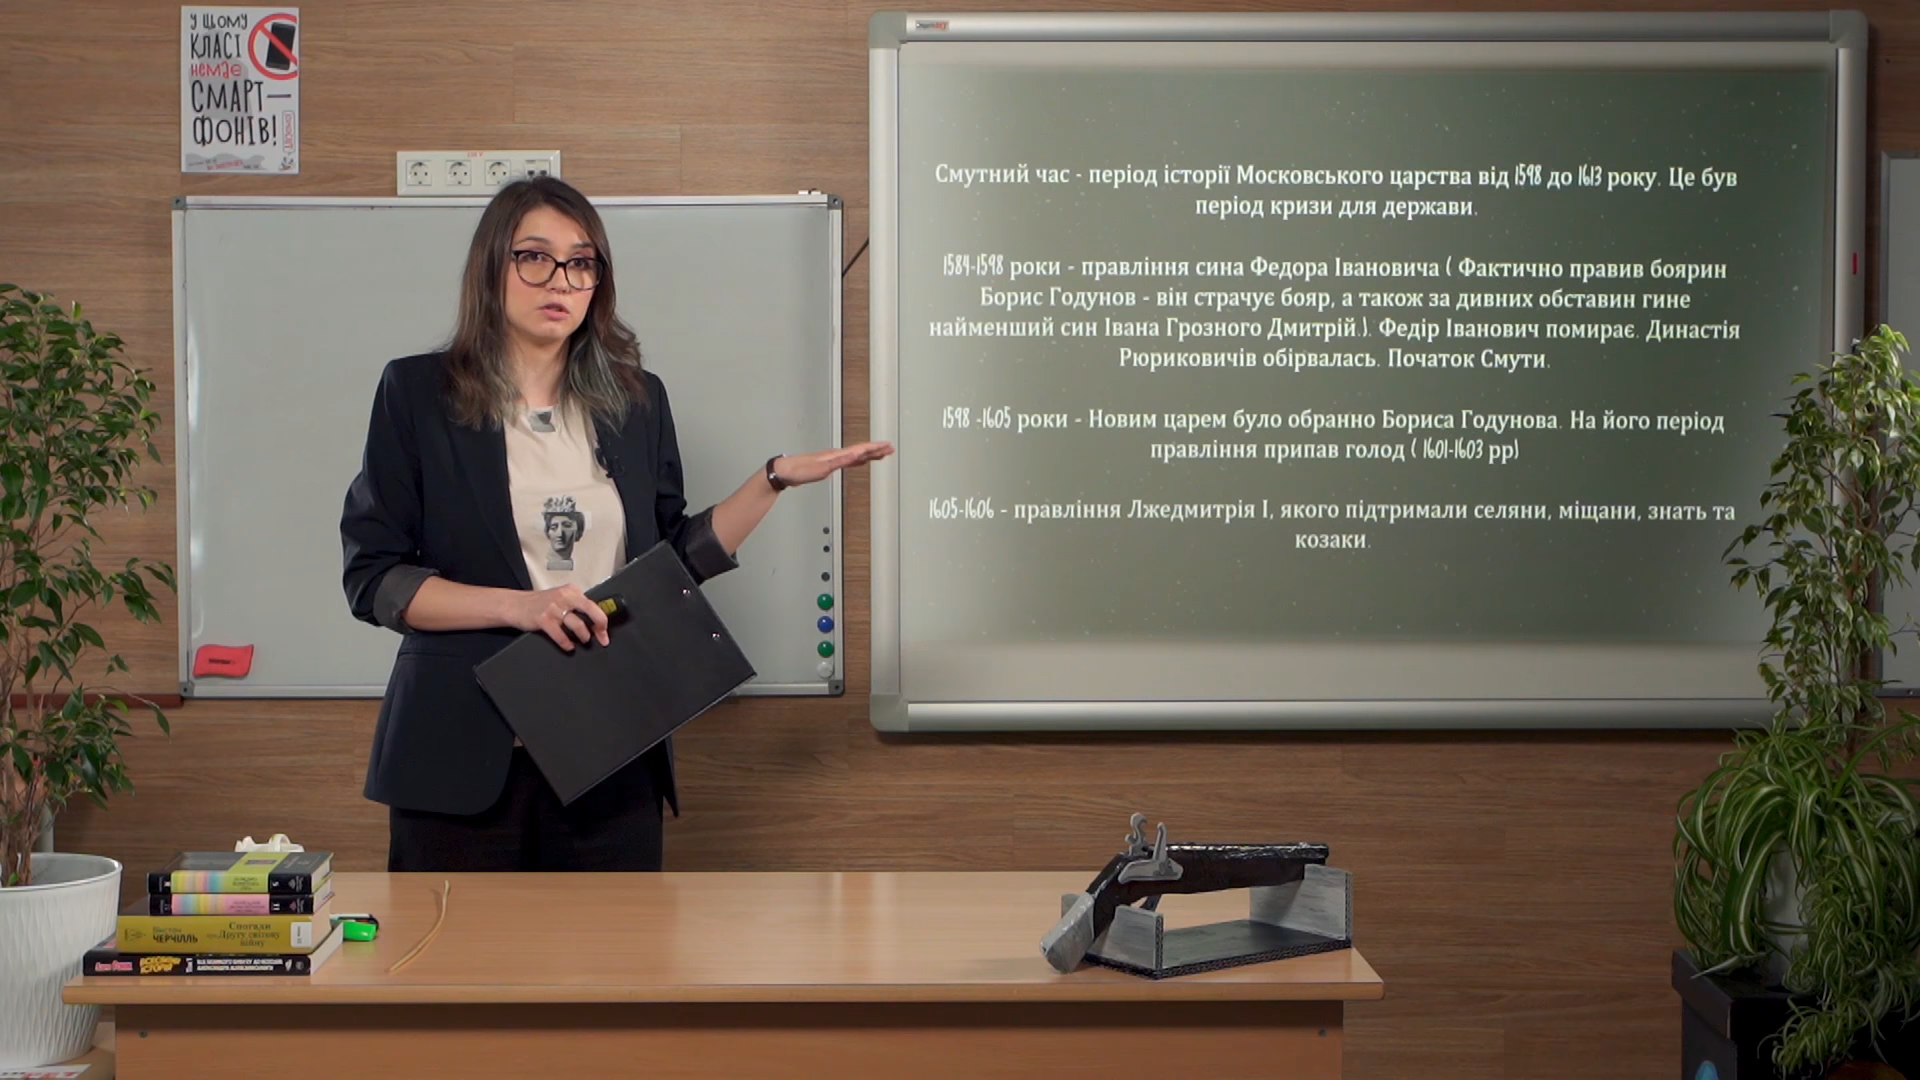 У ЦЬОМУ
КЛАСІ
немає
СМАРТ–
ФОНІВ!
Смутний час - період історії Московського царства від 1598 до 1613 року. Це був
період кризи для держави.
1584-1598 роки - правління сина Федора Івановича ( Фактично правив боярин
Борис Годунов - він страчує бояр, а також за дивних обставин гине
найменший син Івана Грозного Дмитрій.). Федір Іванович помирає. Династія
Рюриковичів обірвалась. Початок Смути.
1598 -1605 роки - Новим царем було обранно Бориса Годунова. На його період
правління припав голод ( 1601-1603 рр)
1605-1606 - правління Лжедмитрія І, якого підтримали селяни, міщани, знать та
козаки.
ЧЕРЧІЛЛЬ
Спогади
Другу світову
війну